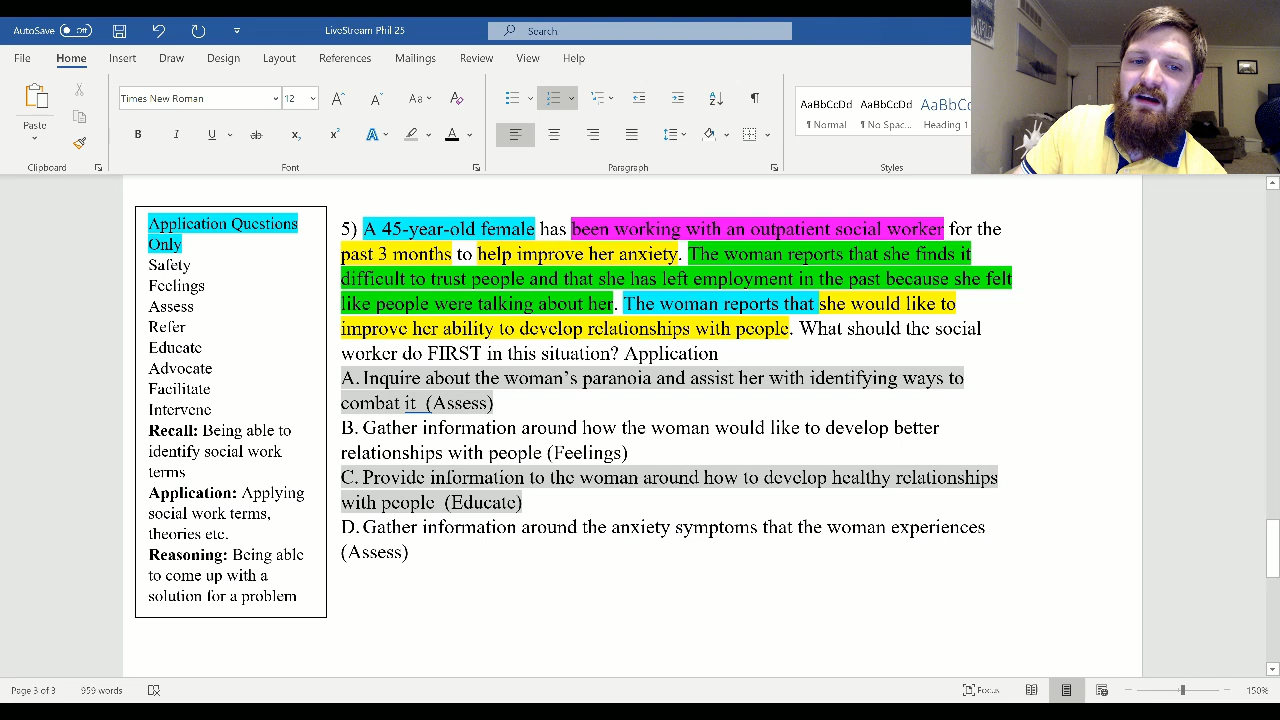 AutoSave Off
LiveStream Phil 25
Search
File Home Insert Draw Design Layout References Mailings Review View Help
Paste
Times New Roman 12
Clipboard
Font
Paragraph
Styles
AaBbCcDd AaBbCcDd AaBbC
¶ Normal ¶ No Spac... Heading 1
Application Questions
Only
Safety
Feelings
Assess
Refer
Educate
Advocate
Facilitate
Intervene
Recall: Being able to
identify social work
terms
Application: Applying
social work terms,
theories etc.
Reasoning: Being able
to come up with a
solution for a problem
5) A 45-year-old female has been working with an outpatient social worker for the
past 3 months to help improve her anxiety. The woman reports that she finds it
difficult to trust people and that she has left employment in the past because she felt
like people were talking about her. The woman reports that she would like to
improve her ability to develop relationships with people. What should the social
worker do FIRST in this situation? Application
A. Inquire about the woman’s paranoia and assist her with identifying ways to
combat it (Assess)
B. Gather information around how the woman would like to develop better
relationships with people (Feelings)
C. Provide information to the woman around how to develop healthy relationships
with people (Educate)
D. Gather information around the anxiety symptoms that the woman experiences
(Assess)
Page 3 of 3 959 words
Focus
150%